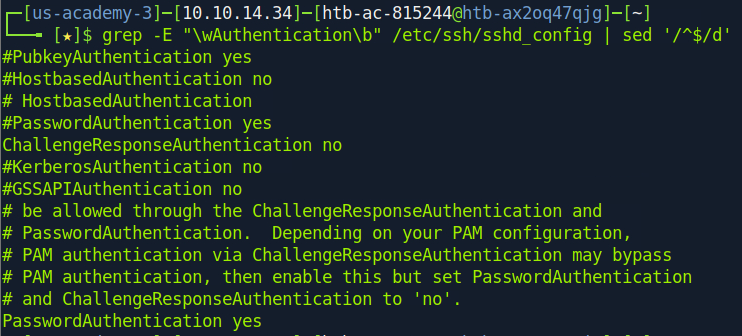 ┌─[us-academy-3]─[10.10.14.34]─[htb-ac-815244@htb-ax2oq47qjg]─[~]
└──╼ [★]$ grep -E "\wAuthentication\b" /etc/ssh/sshd_config | sed '/^$/d'
#PubkeyAuthentication yes
#HostbasedAuthentication no
# HostbasedAuthentication
#PasswordAuthentication yes
ChallengeResponseAuthentication no
#KerberosAuthentication no
#GSSAPIAuthentication no
# be allowed through the ChallengeResponseAuthentication and
# PasswordAuthentication.  Depending on your PAM configuration,
# PAM authentication via ChallengeResponseAuthentication may bypass
# PAM authentication, then enable this but set PasswordAuthentication
# and ChallengeResponseAuthentication to 'no'.
PasswordAuthentication yes